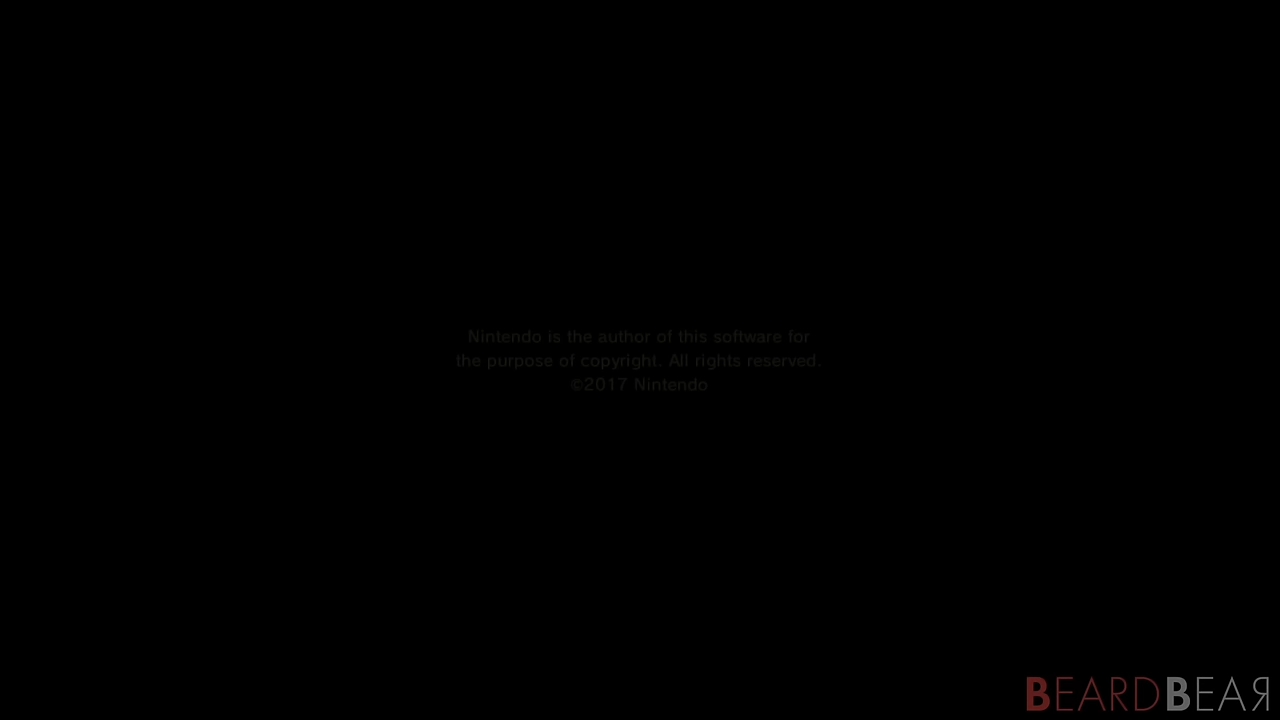 Nintendo is the author of this software for
the purpose of copyright. All rights reserved.
©2017 Nintendo
BEARDBEAR